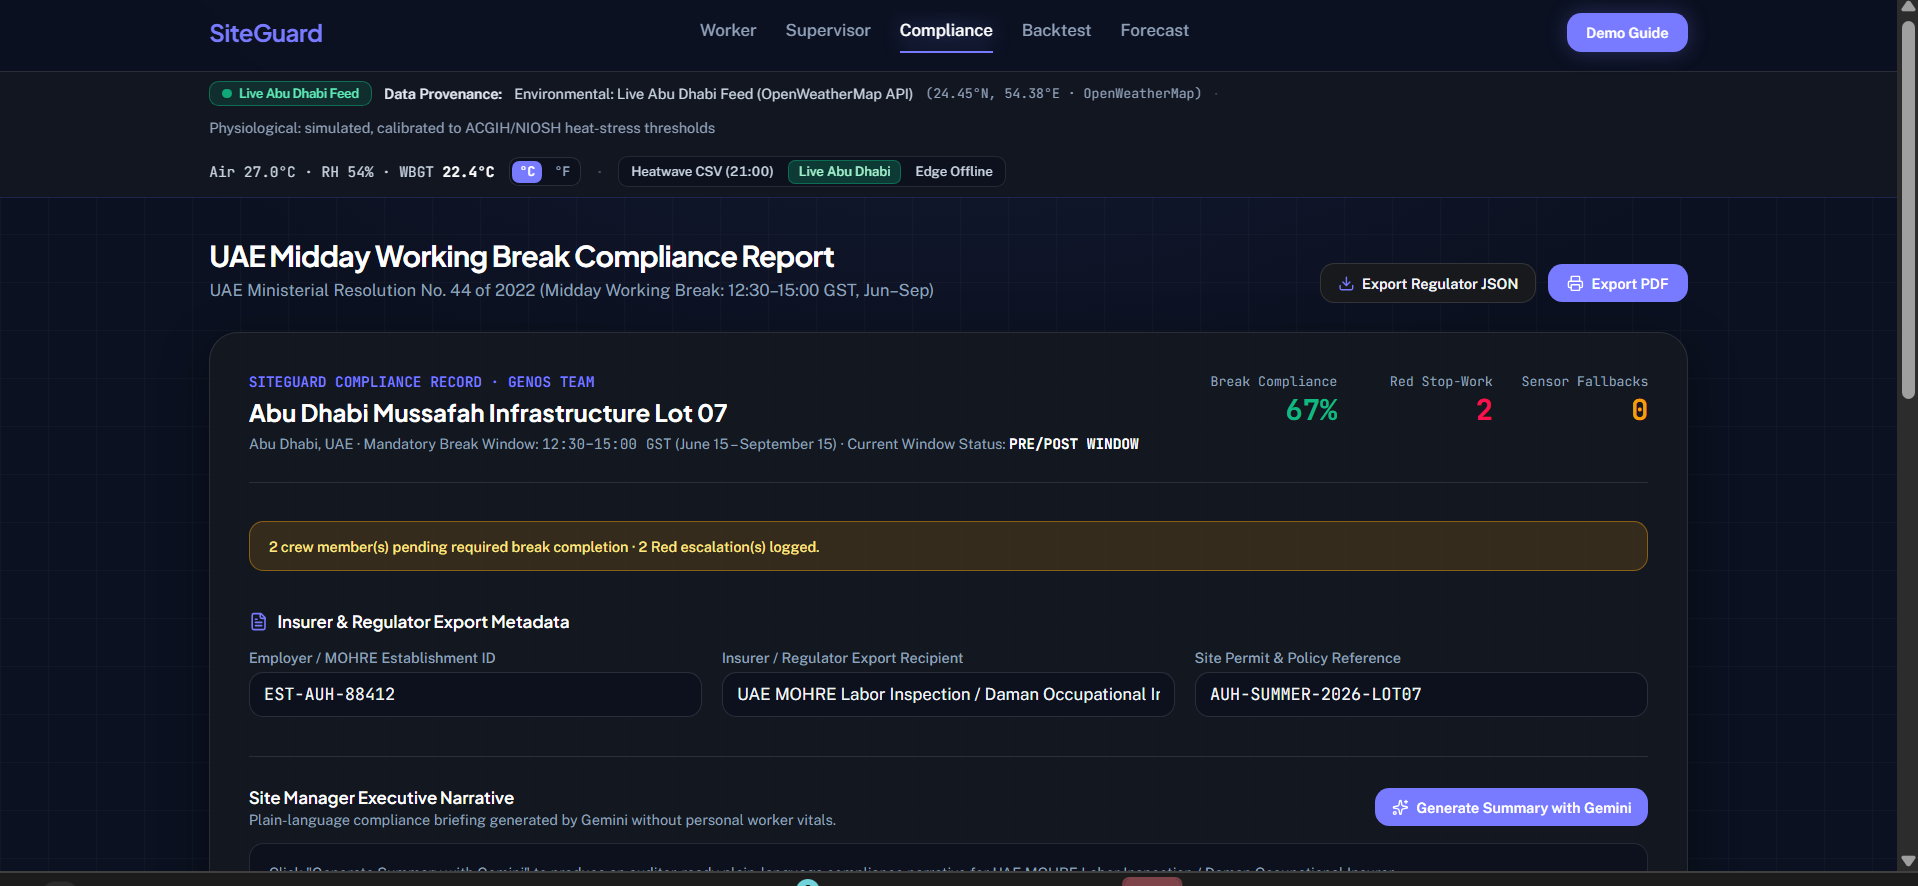 SiteGuard
Worker Supervisor Compliance Backtest Forecast
Demo Guide
Live Abu Dhabi Feed Data Provenance: Environmental: Live Abu Dhabi Feed (OpenWeatherMap API) (24.45°N, 54.38°E · OpenWeatherMap) ·
Physiological: simulated, calibrated to ACGIH/NIOSH heat-stress thresholds
Air 27.0°C · RH 54% · WBGT 22.4°C °C °F · Heatwave CSV (21:00) Live Abu Dhabi Edge Offline
UAE Midday Working Break Compliance Report
UAE Ministerial Resolution No. 44 of 2022 (Midday Working Break: 12:30–15:00 GST, Jun–Sep)
Export Regulator JSON Export PDF
SITEGUARD COMPLIANCE RECORD · GENOS TEAM
Abu Dhabi Mussafah Infrastructure Lot 07
Abu Dhabi, UAE · Mandatory Break Window: 12:30–15:00 GST (June 15–September 15) · Current Window Status: PRE/POST WINDOW
Break Compliance Red Stop-Work Sensor Fallbacks
67% 2 0
2 crew member(s) pending required break completion · 2 Red escalation(s) logged.
Insurer & Regulator Export Metadata
Employer / MOHRE Establishment ID Insurer / Regulator Export Recipient Site Permit & Policy Reference
EST-AUH-88412 UAE MOHRE Labor Inspection / Daman Occupational Ir AUH-SUMMER-2026-LOT07
Site Manager Executive Narrative
Plain-language compliance briefing generated by Gemini without personal worker vitals.
Generate Summary with Gemini